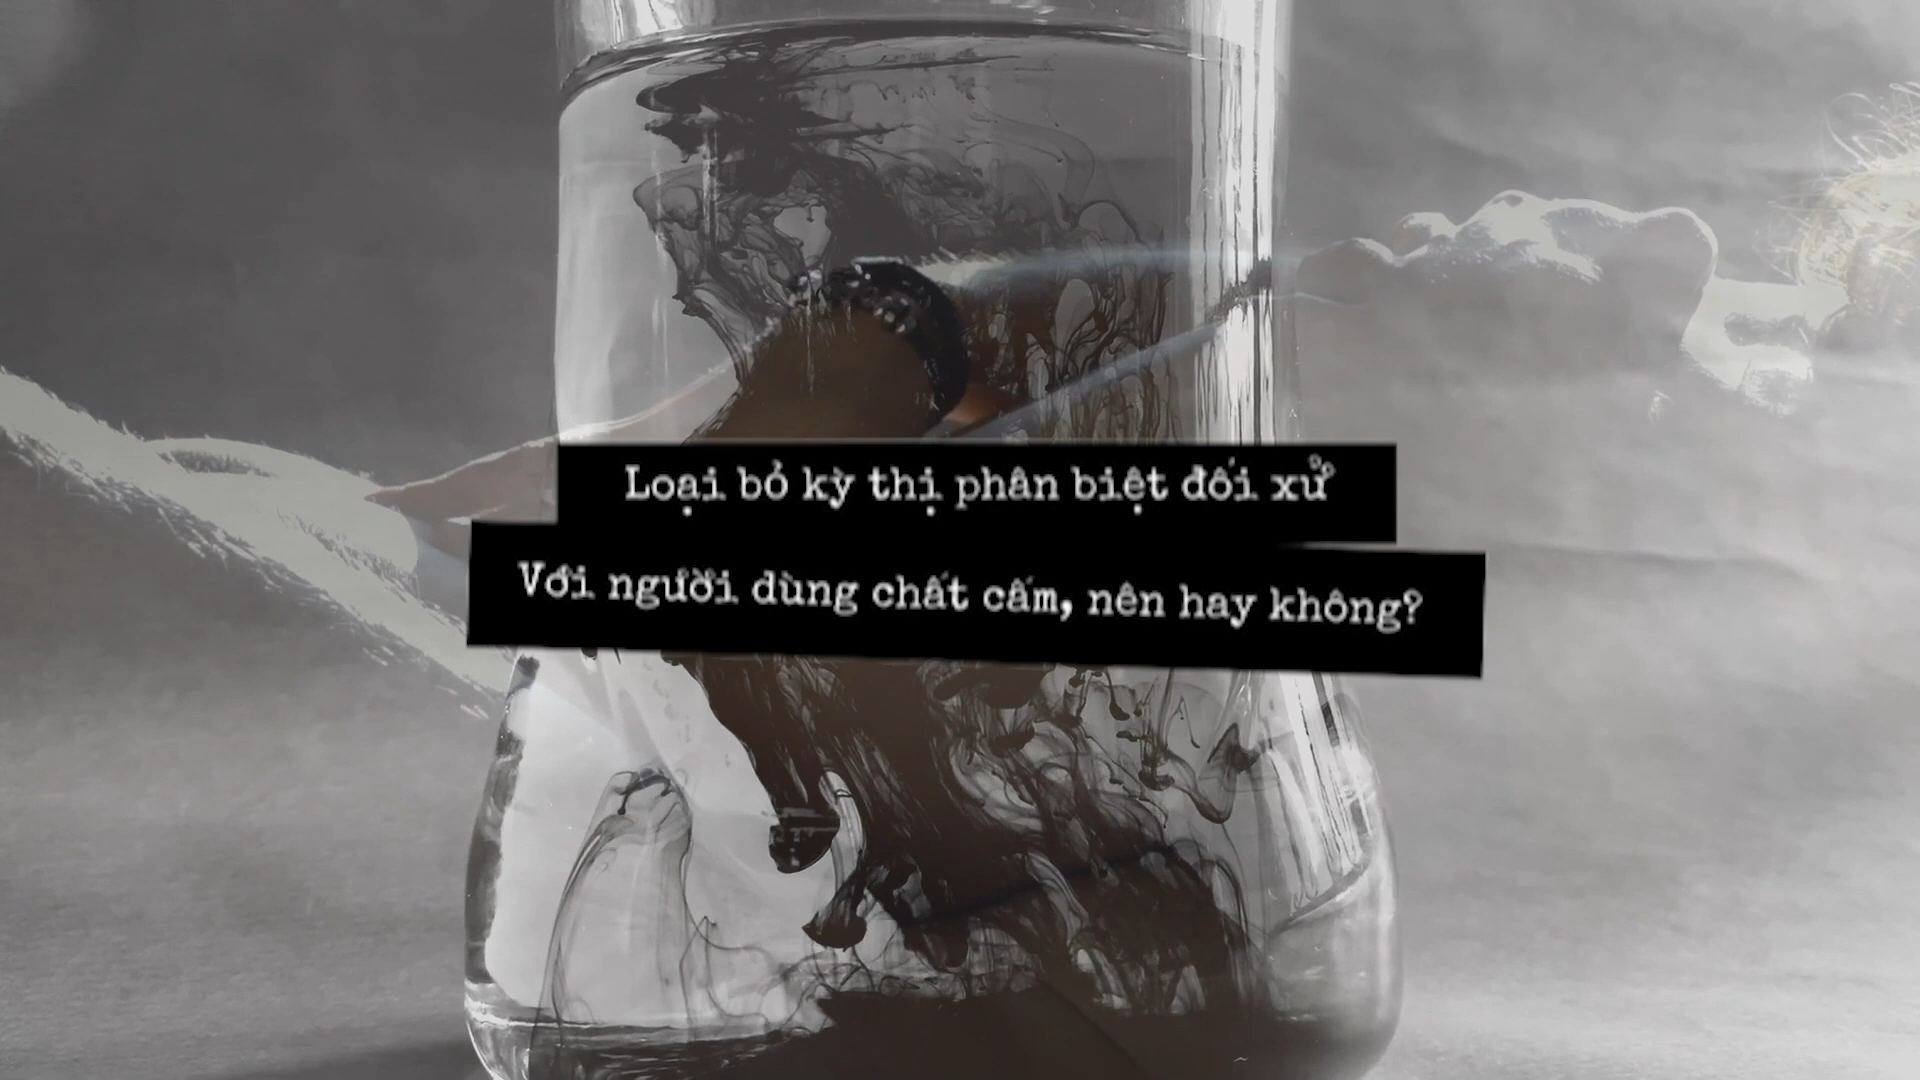 Loại bỏ kỳ thị phân biệt đối xử
Với người dùng chất cấm, nên hay không?